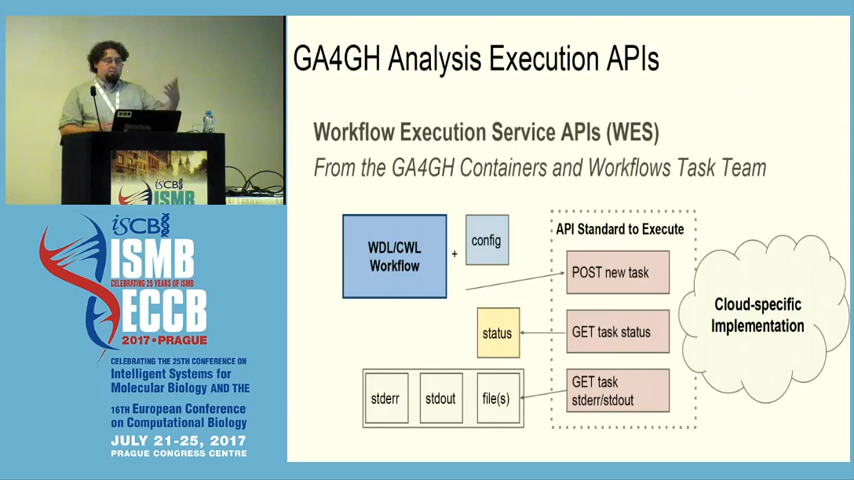 GA4GH Analysis Execution APIs
Workflow Execution Service APIs (WES)
From the GA4GH Containers and Workflows Task Team
WDL/CWL
Workflow
+
config
API Standard to Execute
POST new task
status
GET task status
stderr
stdout
file(s)
GET task
stderr/stdout
Cloud-specific
Implementation
iSCB
ISMB
iSCB
ISMB
CELEBRATING 25 YEARS OF ISMB
ECCB
2017 • PRAGUE
CELEBRATING THE 25TH CONFERENCE ON
Intelligent Systems for
Molecular Biology AND THE
16TH European Conference
on Computational Biology
JULY 21-25, 2017
PRAGUE CONGRESS CENTRE